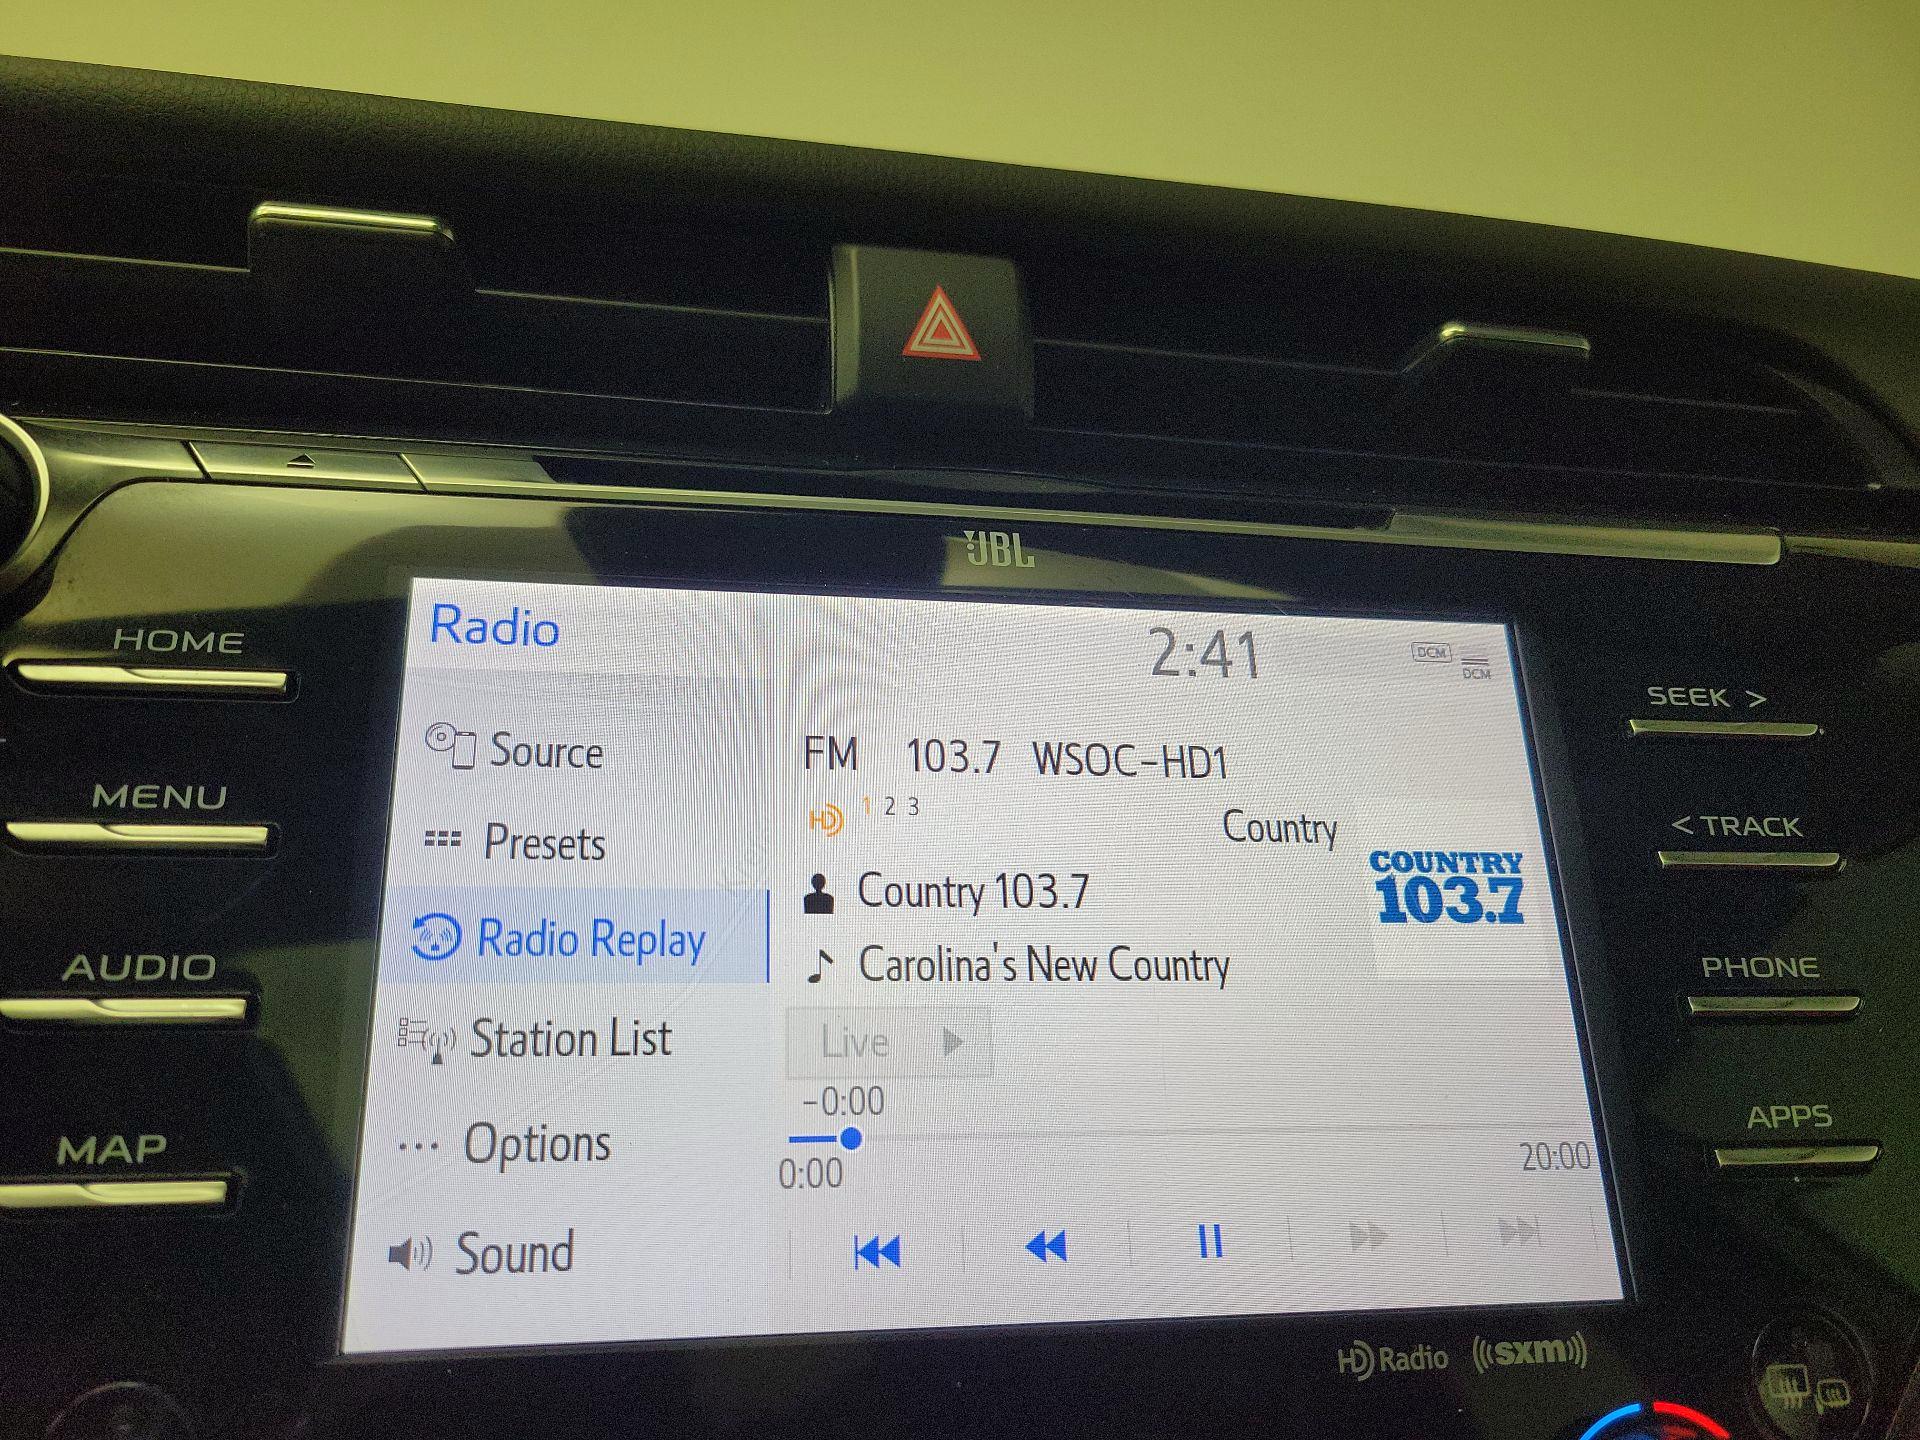 JBL
HOME
MENU
AUDIO
MAP
Radio
2:41
DCM
DCM
Source
Presets
Radio Replay
Station List
Options
Sound
FM 103.7 WSOC-HD1
HD 1 2 3
Country
Country 103.7
COUNTRY
103.7
Carolina's New Country
Live
-0:00
0:00
20:00
SEEK >
< TRACK
PHONE
APPS
HD Radio
((sxm))